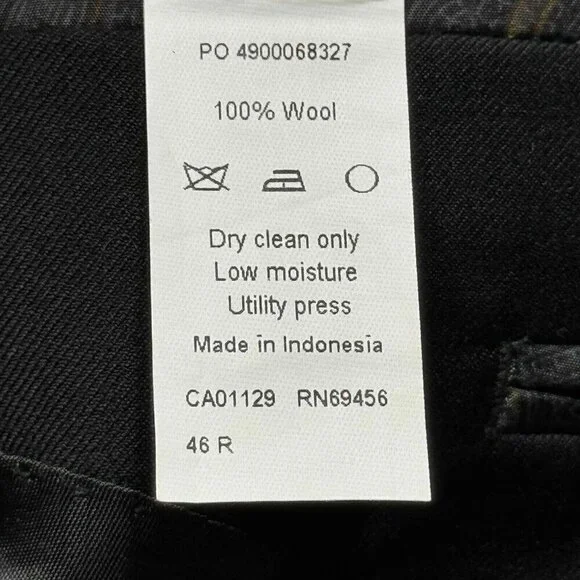 PO 4900068327
100% Wool
Dry clean only
Low moisture
Utility press
Made in Indonesia
CA01129 RN69456
46 R